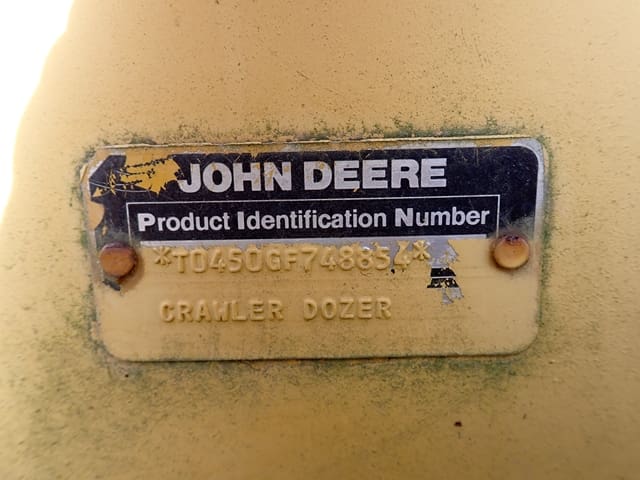 JOHN DEERE
Product Identification Number
*T0450GF748854*
CRAWLER DOZER